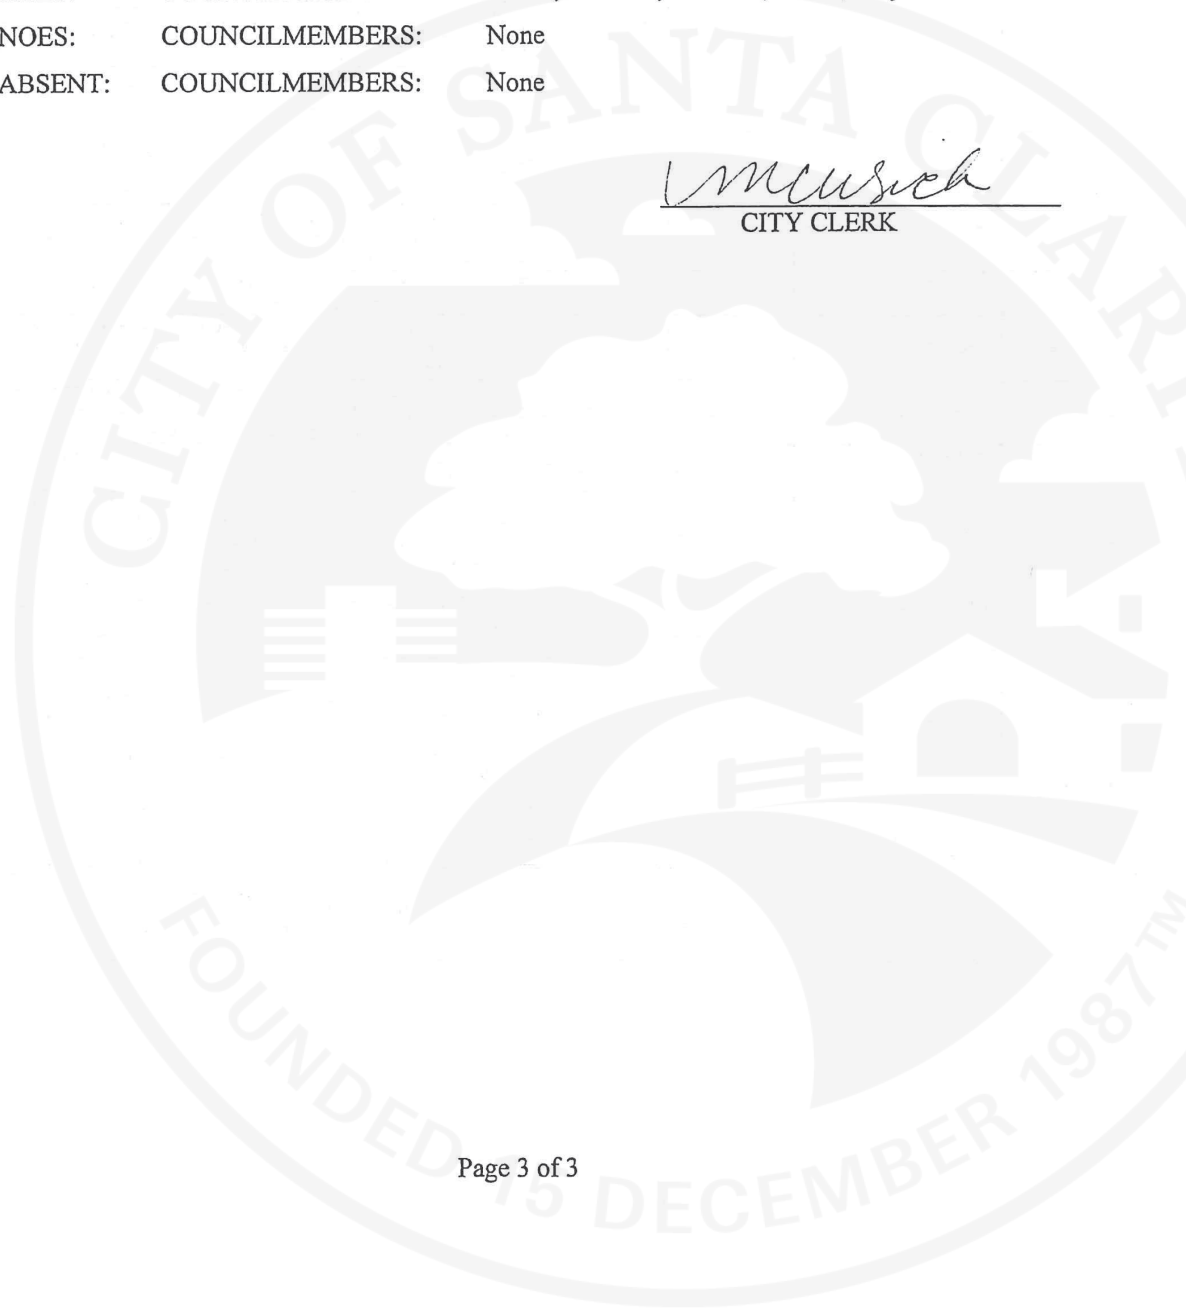 NOES: COUNCILMEMBERS: None
ABSENT: COUNCILMEMBERS: None
CITY CLERK
CITY OF SANTA CLARI
FOUNDED 15 DECEMBER 1987™
Page 3 of 3